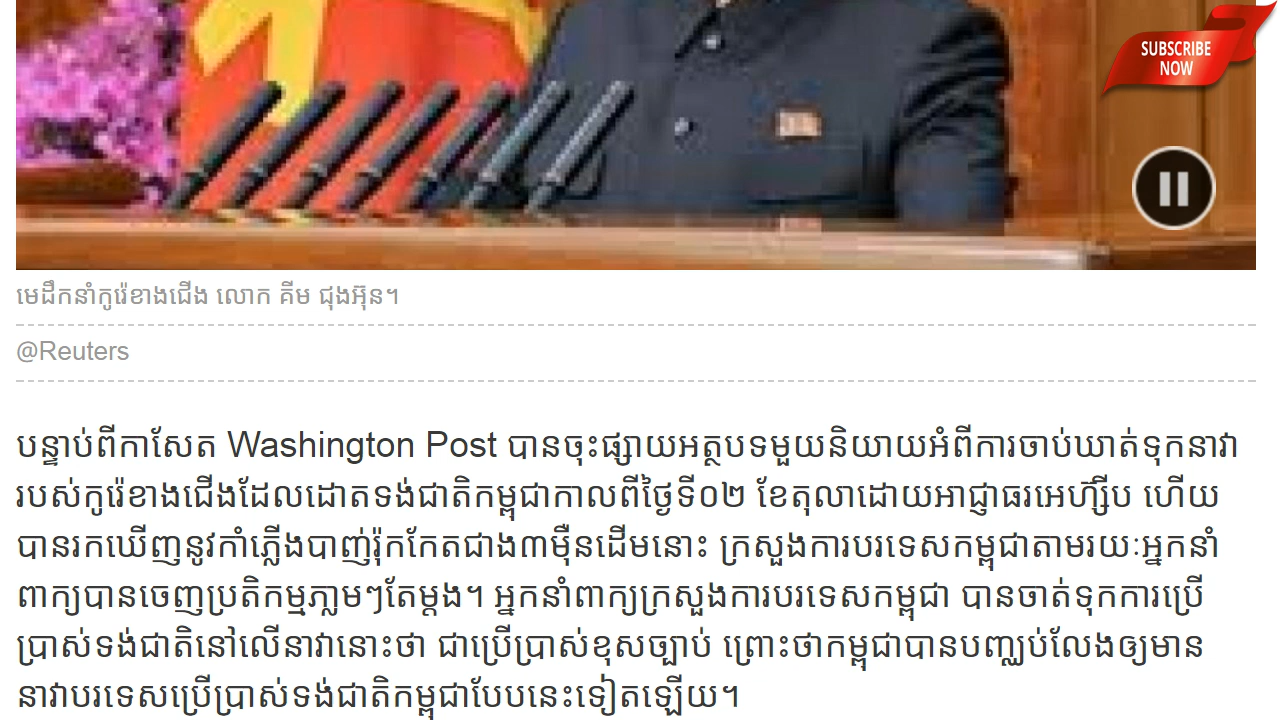 SUBSCRIBE
NOW
មេដឹកនាំកូរ៉េខាងជើង លោក គីម ជុងអ៊ុន។
@Reuters
បន្ទាប់ពីកាសែត Washington Post បានចុះផ្សាយអត្ថបទមួយនិយាយអំពីការចាប់ឃាត់ទុកនាវា
របស់កូរ៉េខាងជើងដែលដោតទង់ជាតិកម្ពុជាកាលពីថ្ងៃទី០២ ខែតុលាដោយអាជ្ញាធរអេហ្ស៊ីប ហើយ
បានរកឃើញនូវកាំភ្លើងបាញ់រ៉ុកកែតជាង៣ម៉ឺនដើមនោះ ក្រសួងការបរទេសកម្ពុជាតាមរយៈអ្នកនាំ
ពាក្យបានចេញប្រតិកម្មភ្លាមៗតែម្តង។ អ្នកនាំពាក្យក្រសួងការបរទេសកម្ពុជា បានចាត់ទុកការប្រើ
ប្រាស់ទង់ជាតិនៅលើនាវានោះថា ជាប្រើប្រាស់ខុសច្បាប់ ព្រោះថាកម្ពុជាបានបញ្ឈប់លែងឲ្យមាន
នាវាបរទេសប្រើប្រាស់ទង់ជាតិកម្ពុជាបែបនេះទៀតឡើយ។